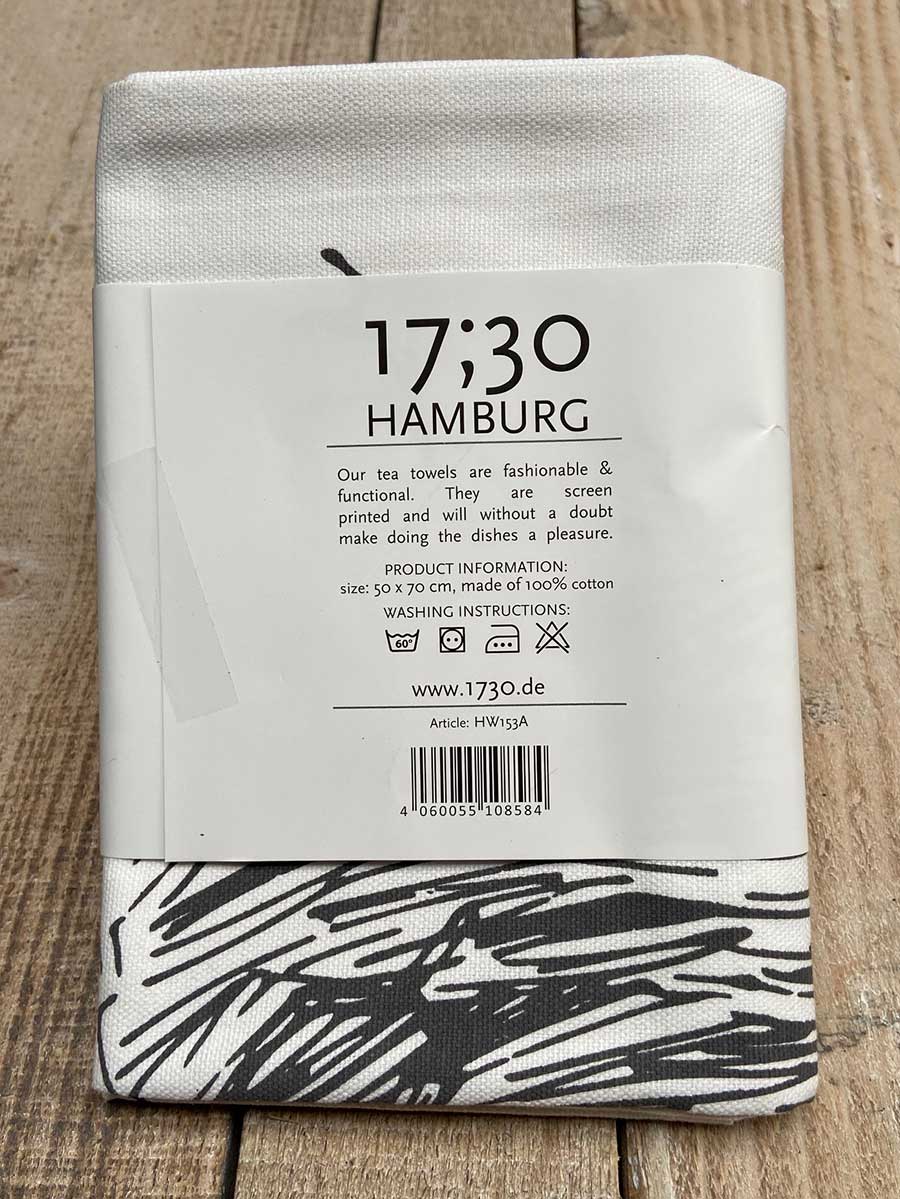 17;30
HAMBURG
Our tea towels are fashionable &
functional. They are screen
printed and will without a doubt
make doing the dishes a pleasure.
PRODUCT INFORMATION:
size: 50 x 70 cm, made of 100% cotton
WASHING INSTRUCTIONS:
60°
www.1730.de
Article: HW153A
4 060055 108584